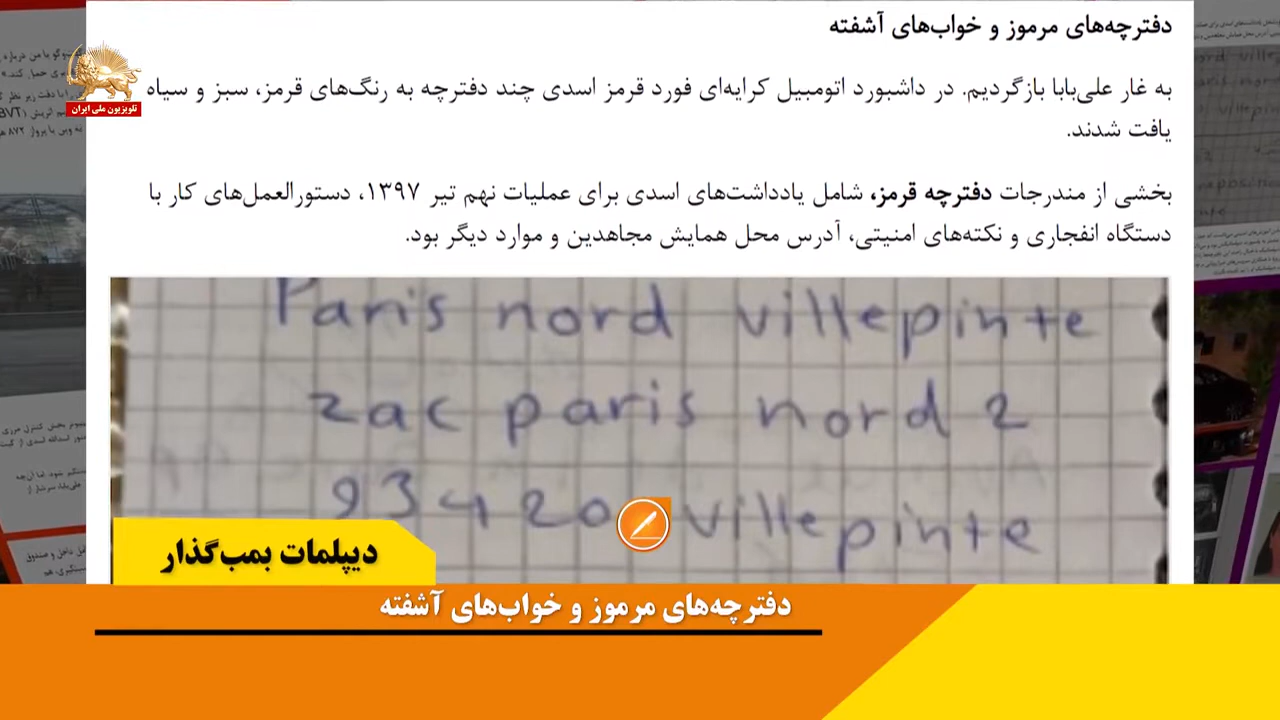 دفترچه‌های مرموز و خواب‌های آشفته
به غار علی‌بابا بازگردیم. در داشبورد اتومبیل کرایه‌ای فورد قرمز اسدی چند دفترچه به رنگ‌های قرمز، سبز و سیاه
یافت شدند.
بخشی از مندرجات دفترچه قرمز، شامل یادداشت‌های اسدی برای عملیات نهم تیر ۱۳۹۷، دستورالعمل‌های کار با
دستگاه انفجاری و نکته‌های امنیتی، آدرس محل همایش مجاهدین و موارد دیگر بود.
Paris nord villepinte
zac paris nord 2
93420 villepinte
دیپلمات بمب‌گذار
دفترچه‌های مرموز و خواب‌های آشفته
تلویزیون ملی ایران